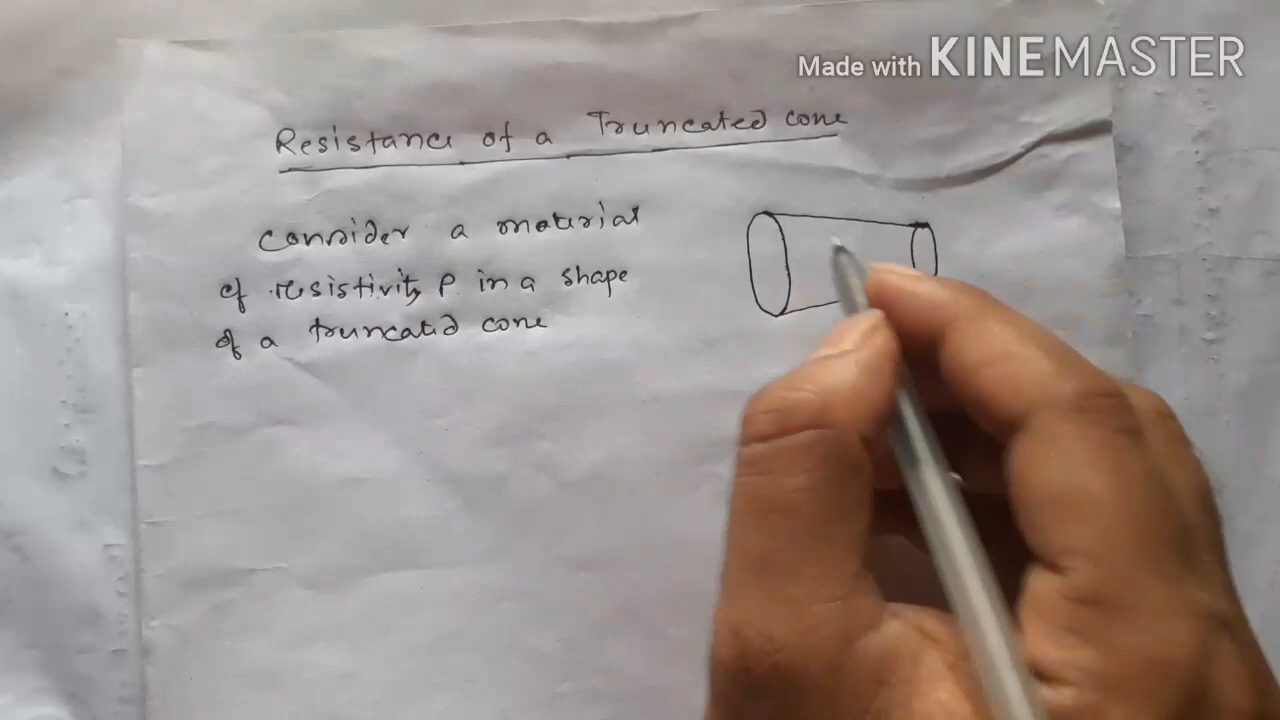 Made with KINEMASTER
Resistance of a Truncated cone
Consider a material
of resistivity ρ in a shape
of a truncated cone